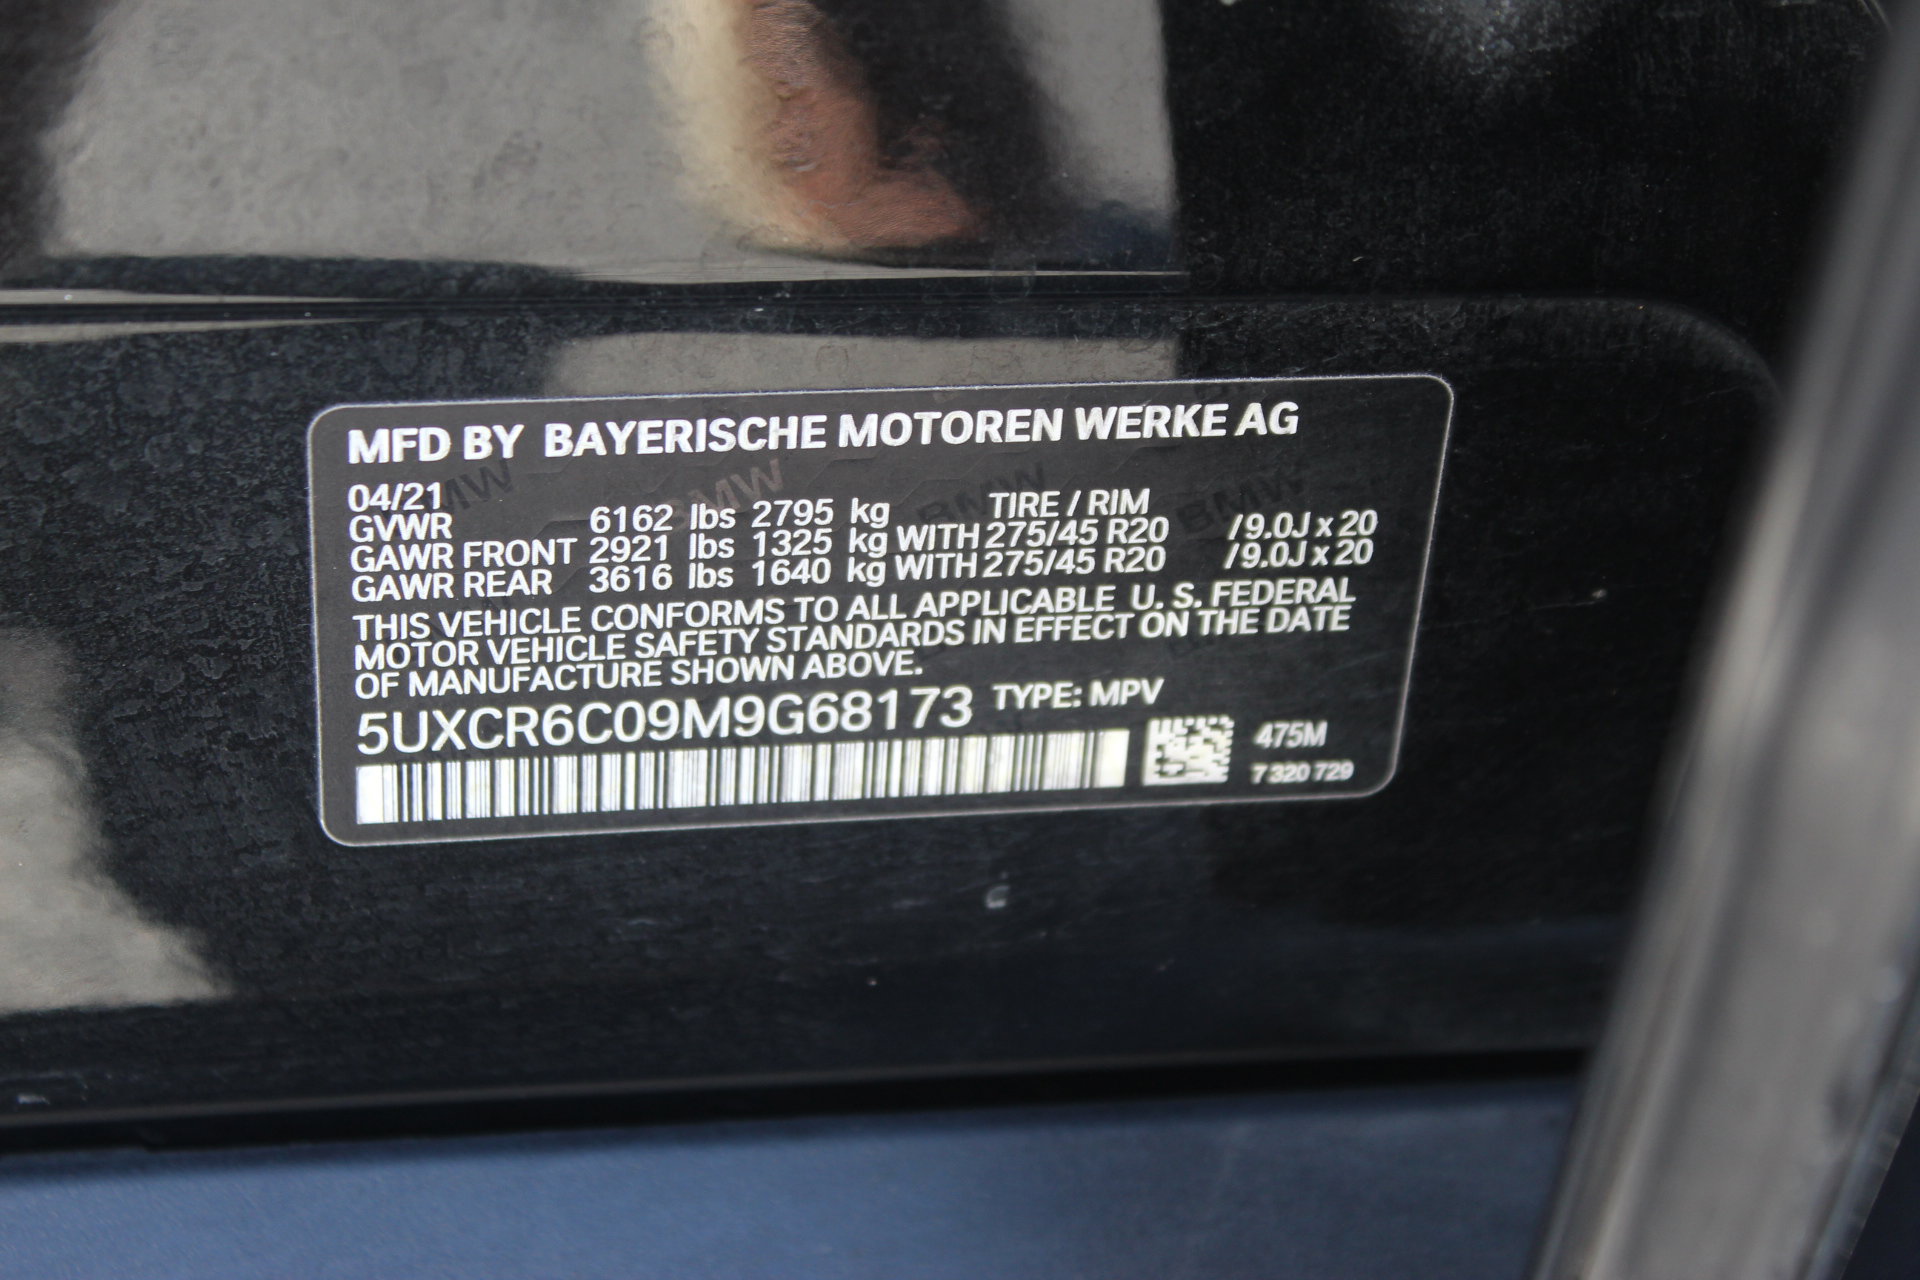 MFD BY BAYERISCHE MOTOREN WERKE AG
04/21 TIRE / RIM
GVWR 6162 lbs 2795 kg
GAWR FRONT 2921 lbs 1325 kg WITH 275/45 R20 / 9.0J x 20
GAWR REAR 3616 lbs 1640 kg WITH 275/45 R20 / 9.0J x 20
THIS VEHICLE CONFORMS TO ALL APPLICABLE U. S. FEDERAL
MOTOR VEHICLE SAFETY STANDARDS IN EFFECT ON THE DATE
OF MANUFACTURE SHOWN ABOVE.
5UXCR6C09M9G68173 TYPE: MPV
475M
7 320 729